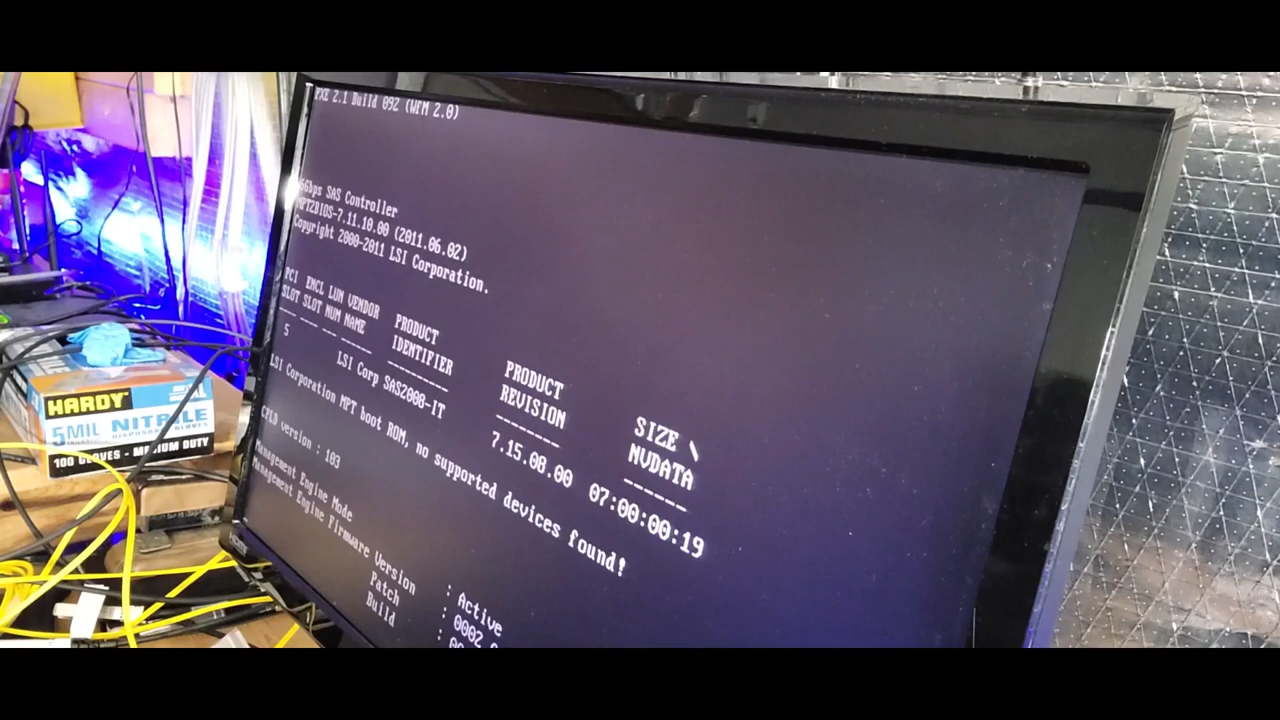 PXE 2.1 Build 092 (WfM 2.0)
6Gbps SAS Controller
MPT2BIOS-7.11.10.00 (2011.06.02)
Copyright 2000-2011 LSI Corporation.
PCI ENCL LUN VENDOR PRODUCT PRODUCT SIZE \
SLOT SLOT NUM NAME IDENTIFIER REVISION NVDATA
---- ---- --- ------ ---------- -------- ------
5 LSI Corp SAS2008-IT 7.15.08.00 07:00:00:19
LSI Corporation MPT boot ROM, no supported devices found!
CPLD version : 103
Management Engine Mode : Active
Management Engine Firmware Version : 0002
Patch :
Build :
HARDY
5MIL NITRILE
DISPOSABLE GLOVES
100 GLOVES - MEDIUM DUTY